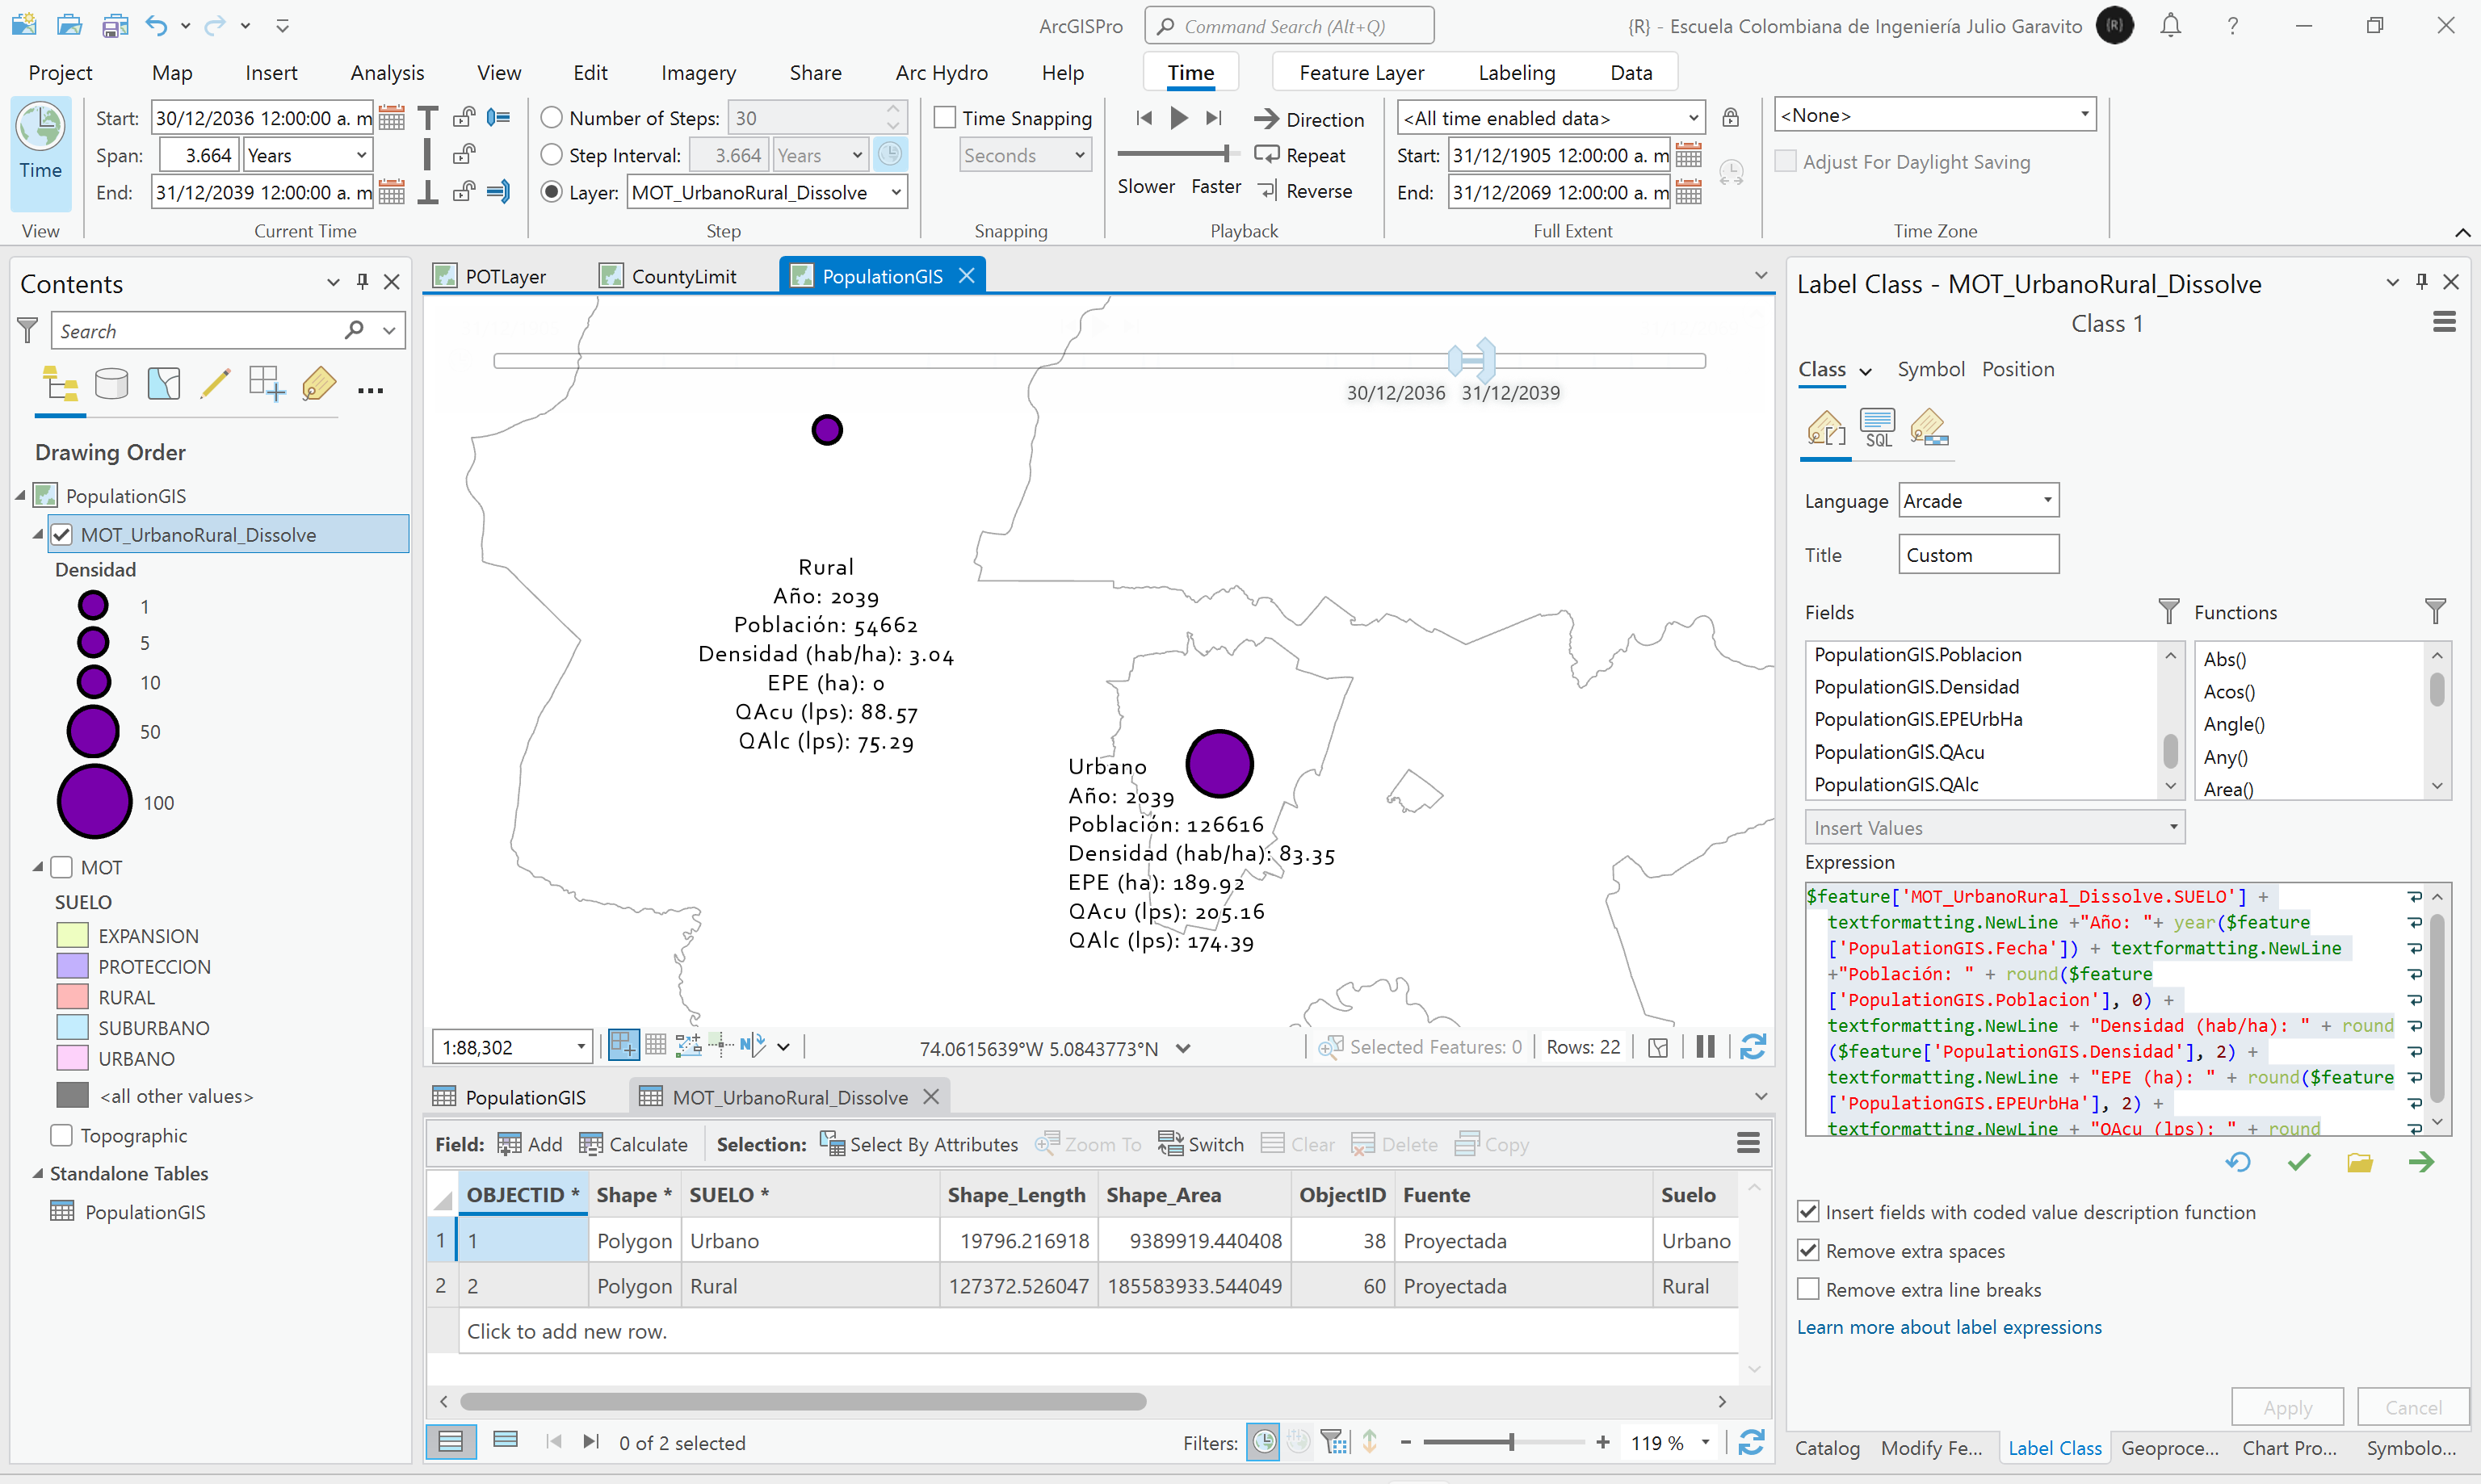 ArcGISPro
Command Search (Alt+Q)
{R} - Escuela Colombiana de Ingeniería Julio Garavito
{R}
Project Map Insert Analysis View Edit Imagery Share Arc Hydro Help Time Feature Layer Labeling Data
Time
View
Start: 30/12/2036 12:00:00 a. m
Span: 3.664 Years
End: 31/12/2039 12:00:00 a. m
Current Time
Number of Steps: 30
Step Interval: 3.664 Years
Layer: MOT_UrbanoRural_Dissolve
Step
Time Snapping
Seconds
Snapping
Direction
Repeat
Slower Faster Reverse
Playback
<All time enabled data>
Start: 31/12/1905 12:00:00 a. m
End: 31/12/2069 12:00:00 a. m
Full Extent
<None>
Adjust For Daylight Saving
Time Zone
Contents
Search
Drawing Order
PopulationGIS
MOT_UrbanoRural_Dissolve
Densidad
1
5
10
50
100
MOT
SUELO
EXPANSION
PROTECCION
RURAL
SUBURBANO
URBANO
<all other values>
Topographic
Standalone Tables
PopulationGIS
POTLayer CountyLimit PopulationGIS
30/12/2036 31/12/2039
Rural
Año: 2039
Población: 54662
Densidad (hab/ha): 3.04
EPE (ha): 0
QAcu (lps): 88.57
QAlc (lps): 75.29
Urbano
Año: 2039
Población: 126616
Densidad (hab/ha): 83.35
EPE (ha): 189.92
QAcu (lps): 205.16
QAlc (lps): 174.39
1:88,302
N
74.0615639°W 5.0843773°N
Selected Features: 0
Rows: 22
PopulationGIS MOT_UrbanoRural_Dissolve
Field: Add Calculate Selection: Select By Attributes Zoom To Switch Clear Delete Copy
OBJECTID * Shape * SUELO * Shape_Length Shape_Area ObjectID Fuente Suelo
1 1 Polygon Urbano 19796.216918 9389919.440408 38 Proyectada Urbano
2 2 Polygon Rural 127372.526047 185583933.544049 60 Proyectada Rural
Click to add new row.
0 of 2 selected
Filters:
119 %
Label Class - MOT_UrbanoRural_Dissolve
Class 1
Class Symbol Position
SQL
Language Arcade
Title Custom
Fields Functions
PopulationGIS.Poblacion
PopulationGIS.Densidad
PopulationGIS.EPEUrbHa
PopulationGIS.QAcu
PopulationGIS.QAlc
Abs()
Acos()
Angle()
Any()
Area()
Insert Values
Expression
$feature['MOT_UrbanoRural_Dissolve.SUELO'] +
textformatting.NewLine +"Año: "+ year($feature
['PopulationGIS.Fecha']) + textformatting.NewLine
+"Población: " + round($feature
['PopulationGIS.Poblacion'], 0) +
textformatting.NewLine + "Densidad (hab/ha): " + round
($feature['PopulationGIS.Densidad'], 2) +
textformatting.NewLine + "EPE (ha): " + round($feature
['PopulationGIS.EPEUrbHa'], 2) +
textformatting.NewLine + "QAcu (lps): " + round
Insert fields with coded value description function
Remove extra spaces
Remove extra line breaks
Learn more about label expressions
Apply Cancel
Catalog Modify Fe... Label Class Geoproce... Chart Pro... Symbolo...